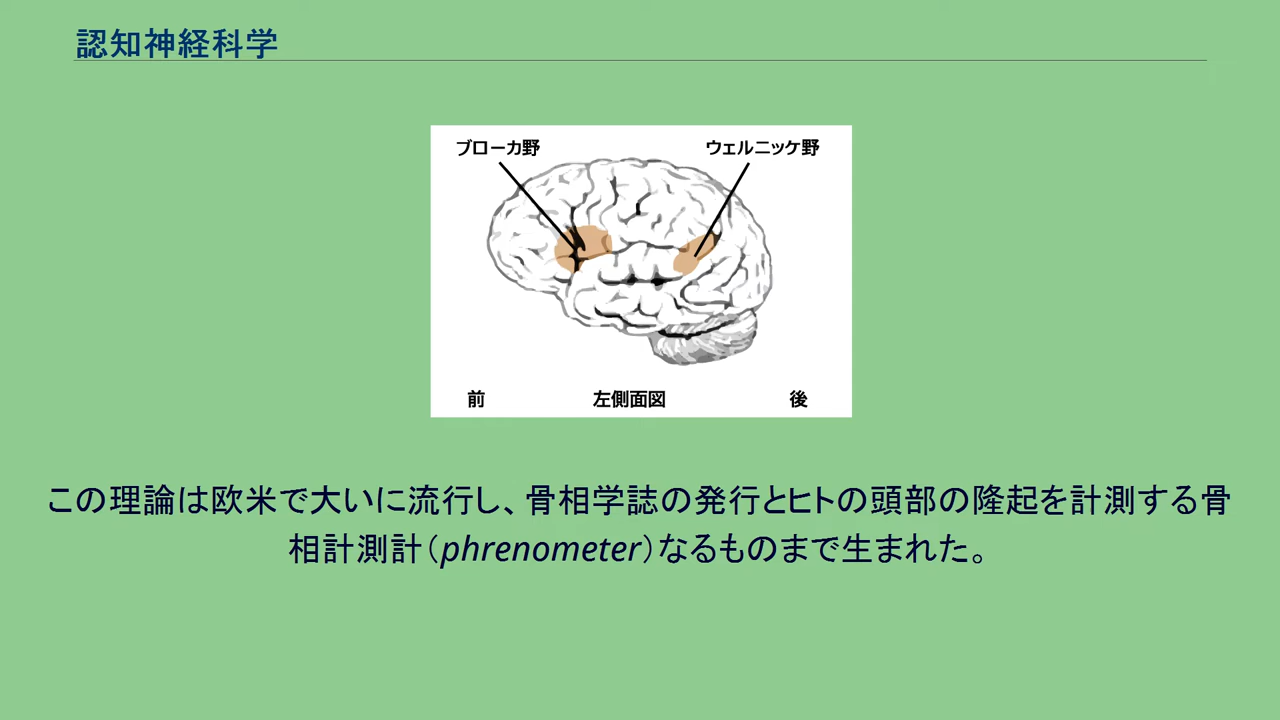 認知神経科学
ブローカ野 ウェルニッケ野
前 左側面図 後
この理論は欧米で大いに流行し、骨相学誌の発行とヒトの頭部の隆起を計測する骨
相計測計（phrenometer）なるものまで生まれた。